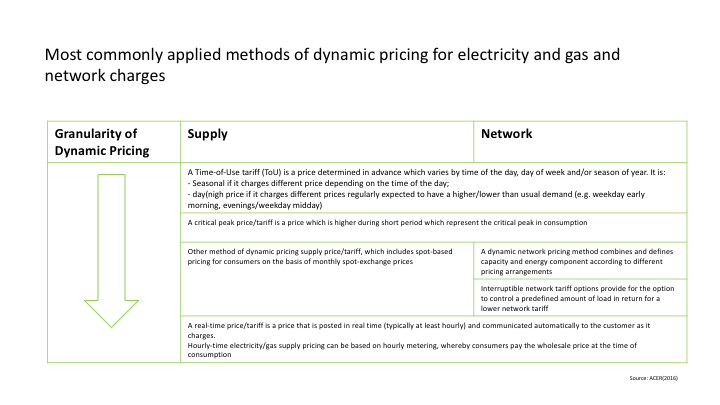 Most commonly applied methods of dynamic pricing for electricity and gas and
network charges
Granularity of
Dynamic Pricing
Supply
Network
A Time-of-Use tariff (ToU) is a price determined in advance which varies by time of the day, day of week and/or season of year. It is:
- Seasonal if it charges different price depending on the time of the day;
- day(nigh price if it charges different prices regularly expected to have a higher/lower than usual demand (e.g. weekday early
morning, evenings/weekday midday)
A critical peak price/tariff is a price which is higher during short period which represent the critical peak in consumption
Other method of dynamic pricing supply price/tariff, which includes spot-based
pricing for consumers on the basis of monthly spot-exchange prices
A dynamic network pricing method combines and defines
capacity and energy component according to different
pricing arrangements
Interruptible network tariff options provide for the option
to control a predefined amount of load in return for a
lower network tariff
A real-time price/tariff is a price that is posted in real time (typically at least hourly) and communicated automatically to the customer as it
charges.
Hourly-time electricity/gas supply pricing can be based on hourly metering, whereby consumers pay the wholesale price at the time of
consumption
Source: ACER(2016)